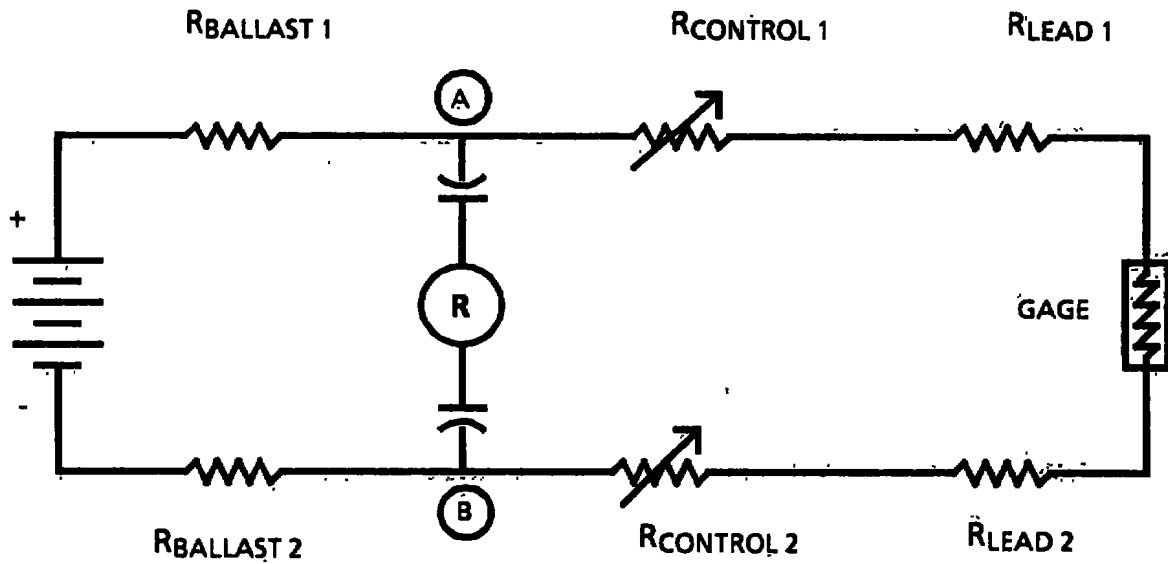 RBALLAST 1
RCONTROL 1
RLEAD 1
A
+
R
GAGE
-
B
RBALLAST 2
RCONTROL 2
RLEAD 2